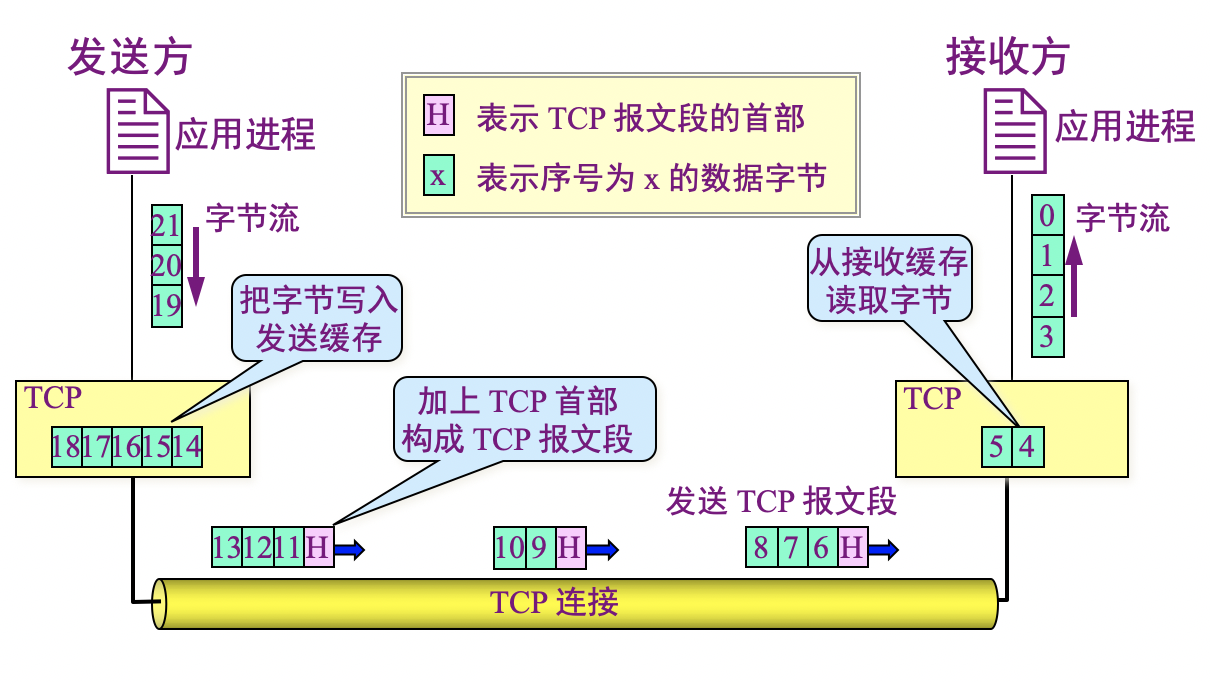 发送方
接收方
应用进程
应用进程
H 表示 TCP 报文段的首部
x 表示序号为 x 的数据字节
21
20
19
字节流
0
1
2
3
字节流
把字节写入
发送缓存
从接收缓存
读取字节
TCP
18 17 16 15 14
加上 TCP 首部
构成 TCP 报文段
TCP
5 4
发送 TCP 报文段
13 12 11 H
10 9 H
8 7 6 H
TCP 连接